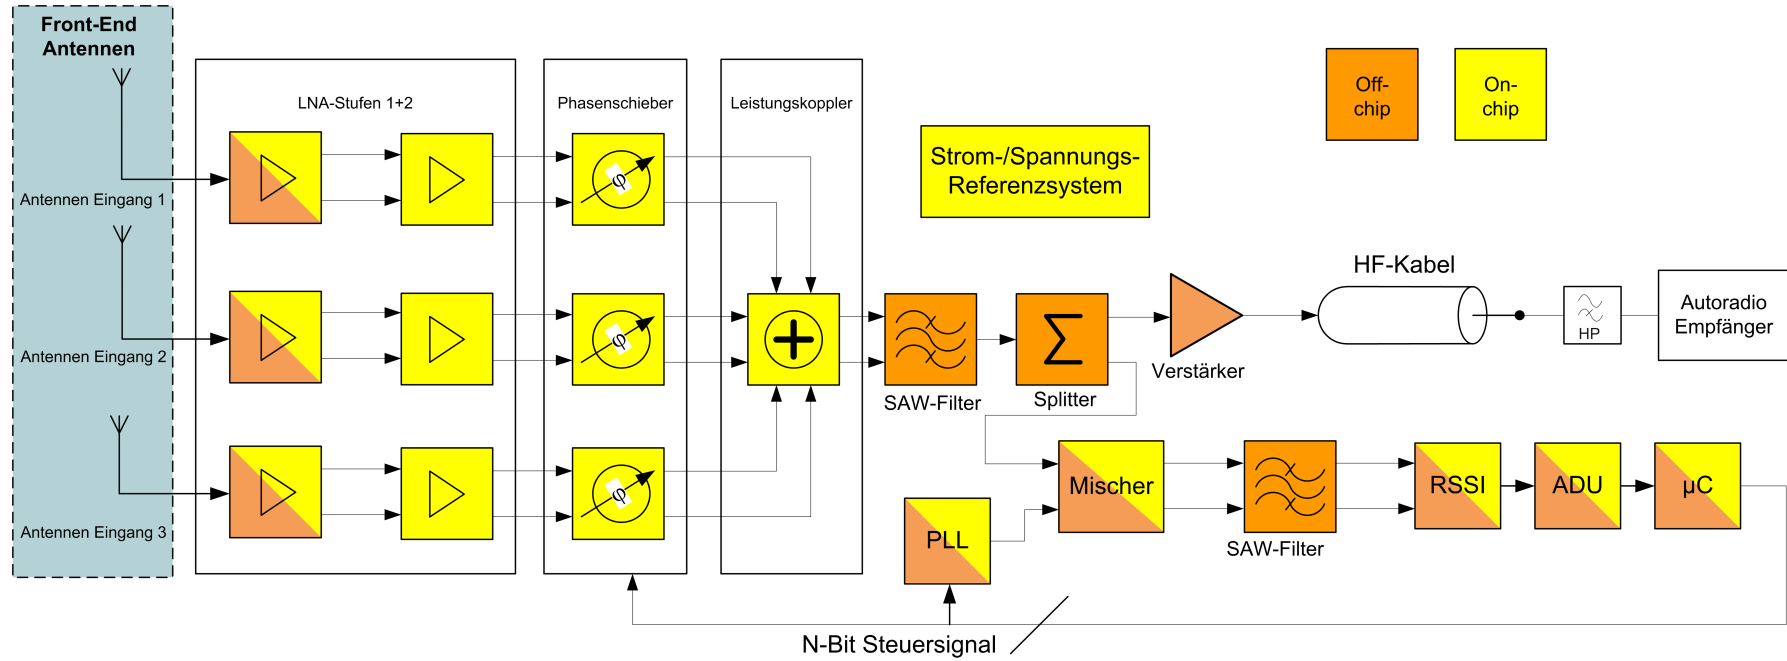 Front-End
Antennen
LNA-Stufen 1+2
Phasenschieber
Leistungskoppler
Off-
chip
On-
chip
Strom-/Spannungs-
Referenzsystem
φ
Antennen Eingang 1
φ
Antennen Eingang 2
φ
Antennen Eingang 3
HF-Kabel
HP
Autoradio
Empfänger
Verstärker
SAW-Filter
Σ
Splitter
Mischer
SAW-Filter
RSSI
ADU
µC
PLL
N-Bit Steuersignal